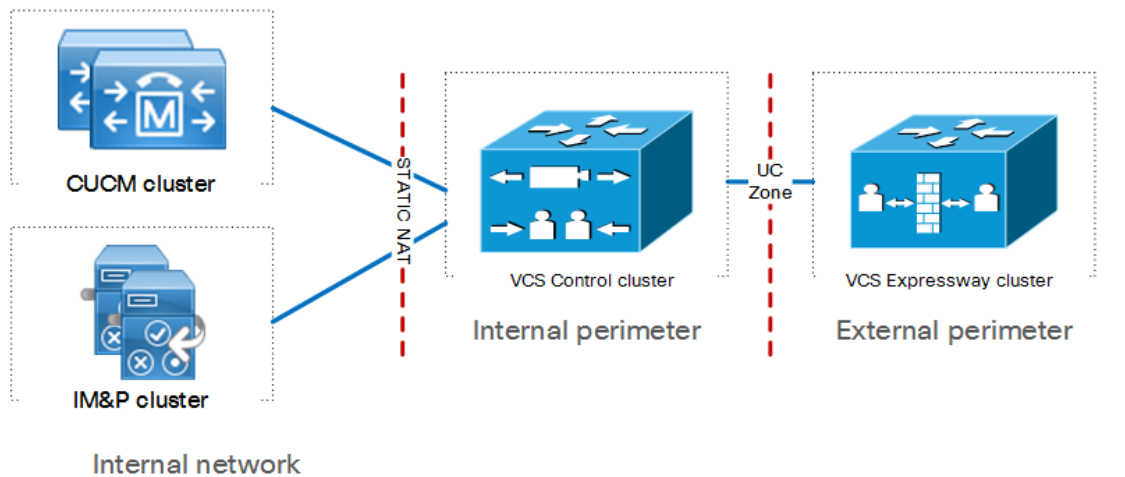 M
CUCM cluster
IM&P cluster
Internal network
STATIC NAT
VCS Control cluster
Internal perimeter
UC
Zone
VCS Expressway cluster
External perimeter